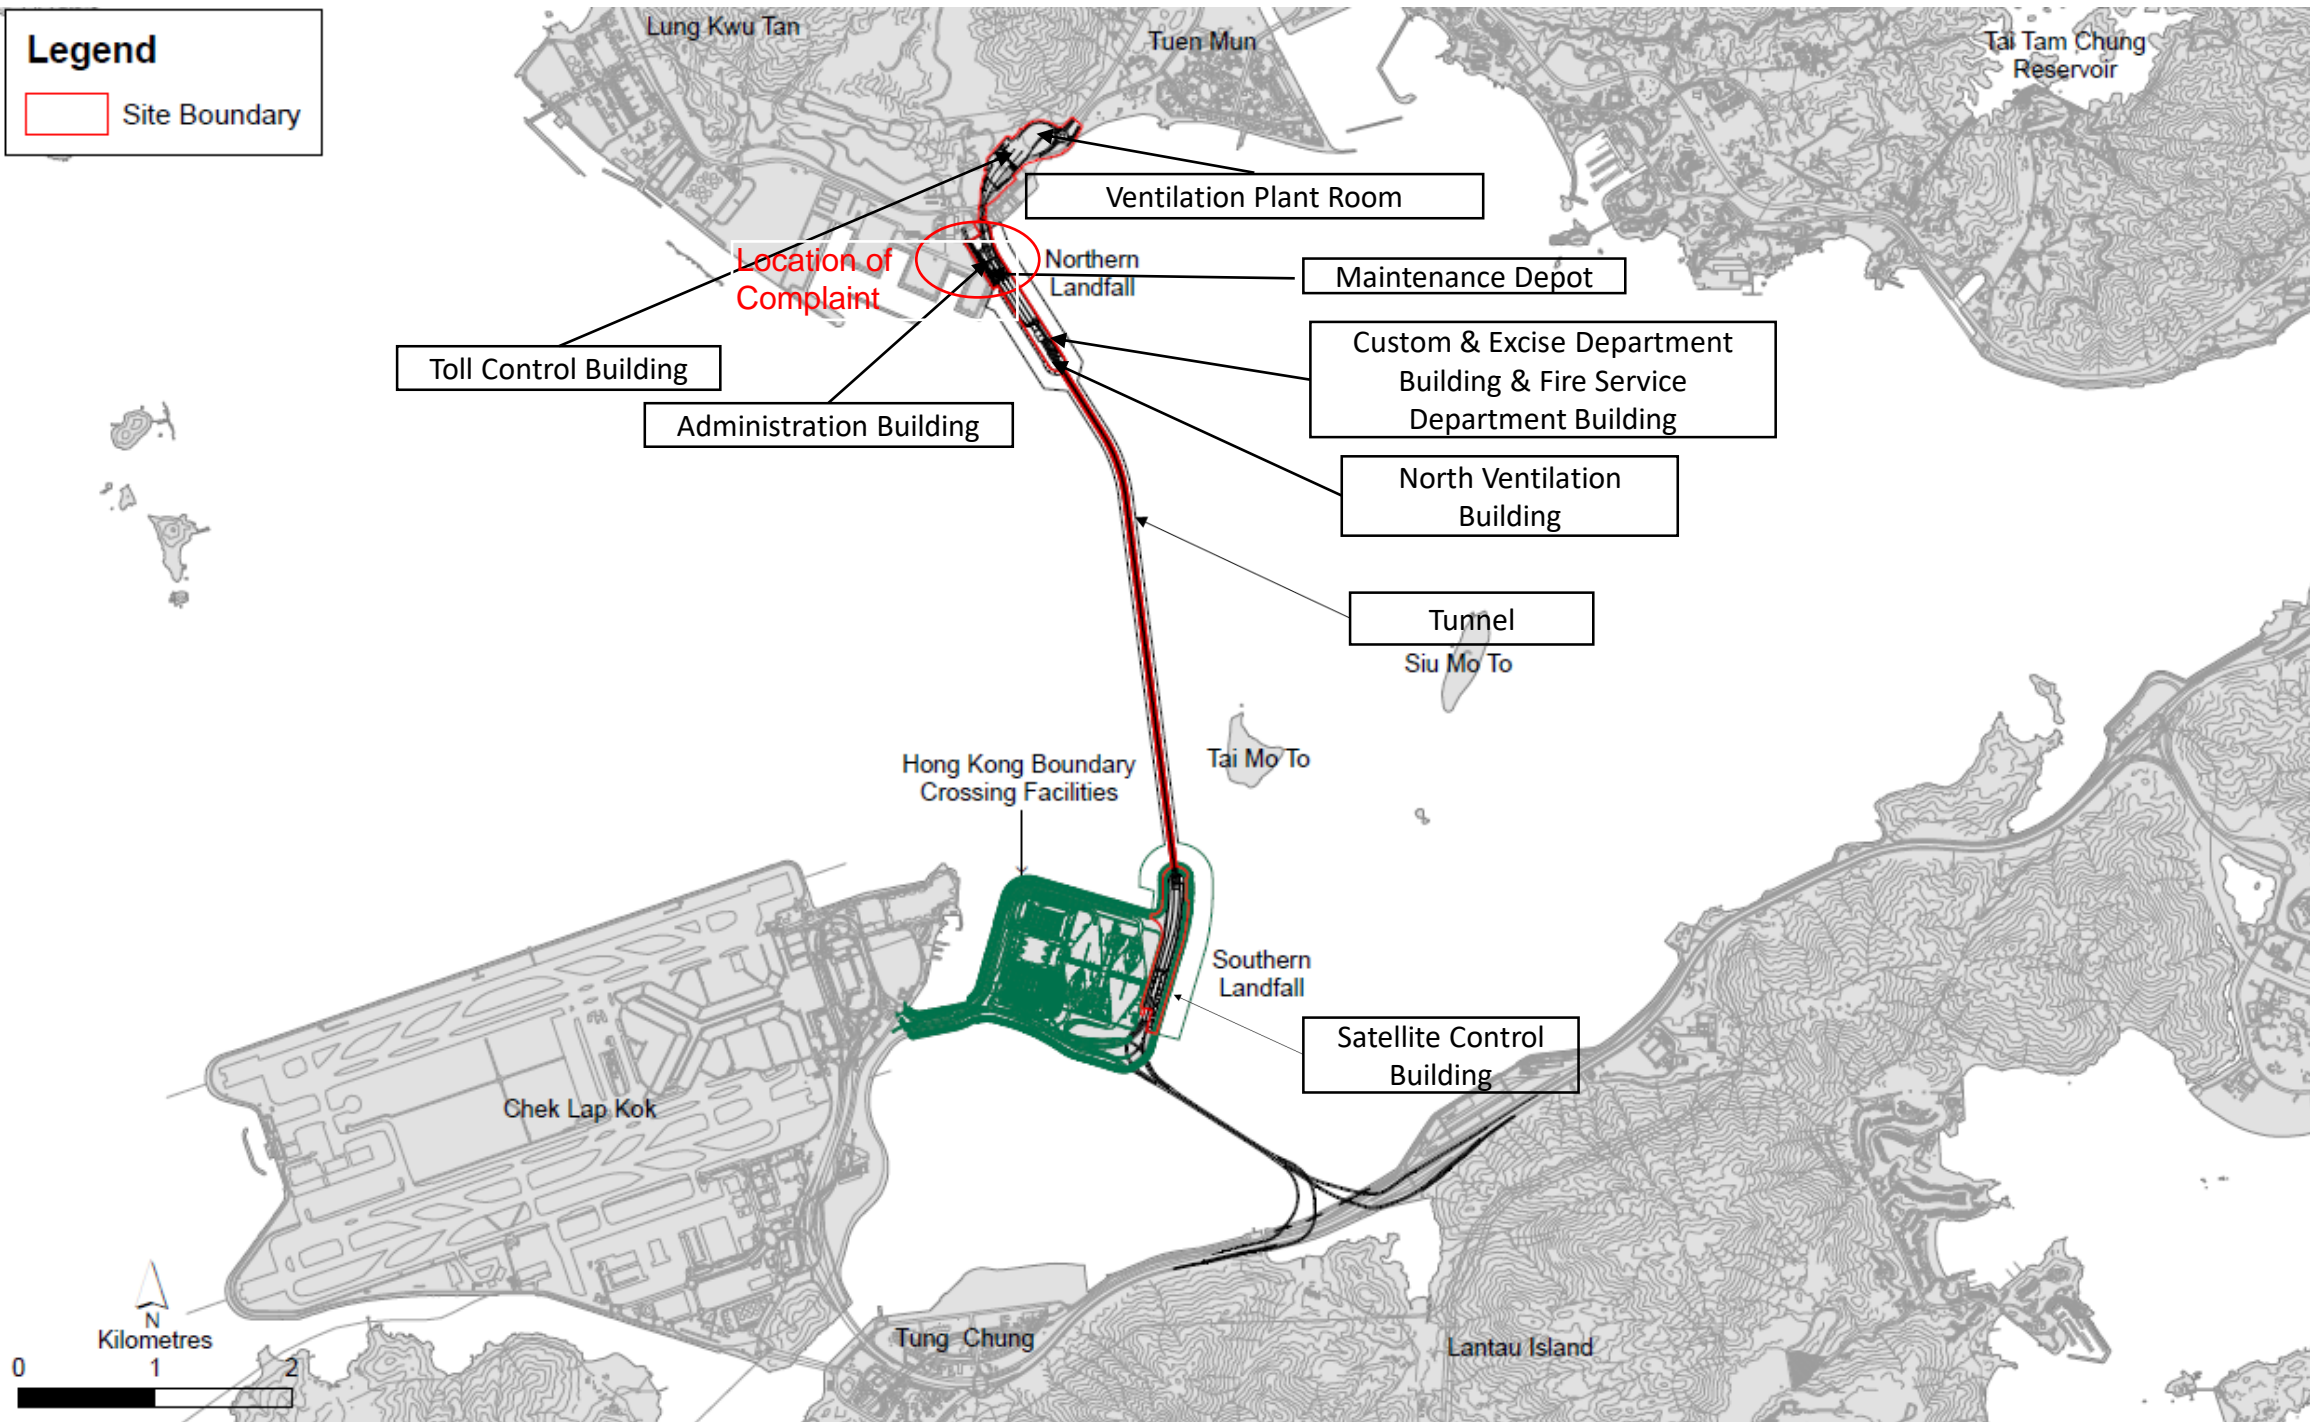 Legend
Site Boundary
Lung Kwu Tan
Tuen Mun
Tai Tam Chung
Reservoir
Ventilation Plant Room
Location of
Complaint
Northern
Landfall
Maintenance Depot
Toll Control Building
Custom & Excise Department
Building & Fire Service
Department Building
Administration Building
North Ventilation
Building
Tunnel
Siu Mo To
Tai Mo To
Hong Kong Boundary
Crossing Facilities
Southern
Landfall
Satellite Control
Building
Chek Lap Kok
N
Kilometres
0 1 2
Tung Chung
Lantau Island